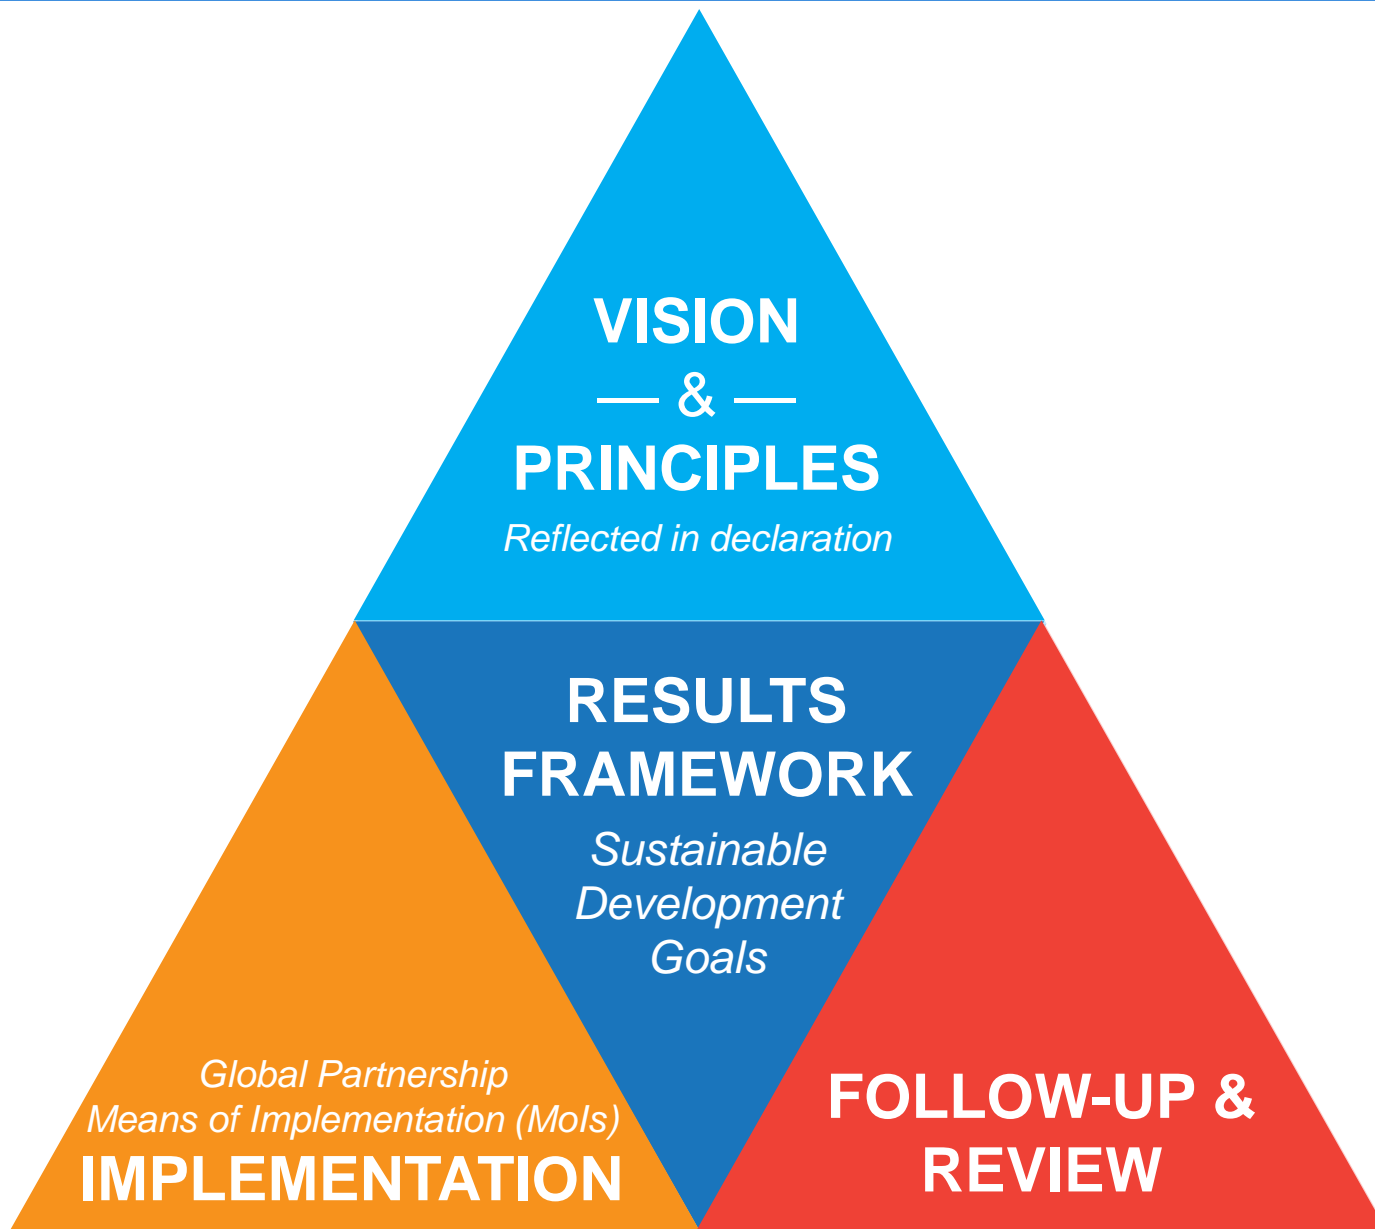 VISION
— & —
PRINCIPLES
Reflected in declaration
RESULTS
FRAMEWORK
Sustainable
Development
Goals
Global Partnership
Means of Implementation (MoIs)
IMPLEMENTATION
FOLLOW-UP &
REVIEW